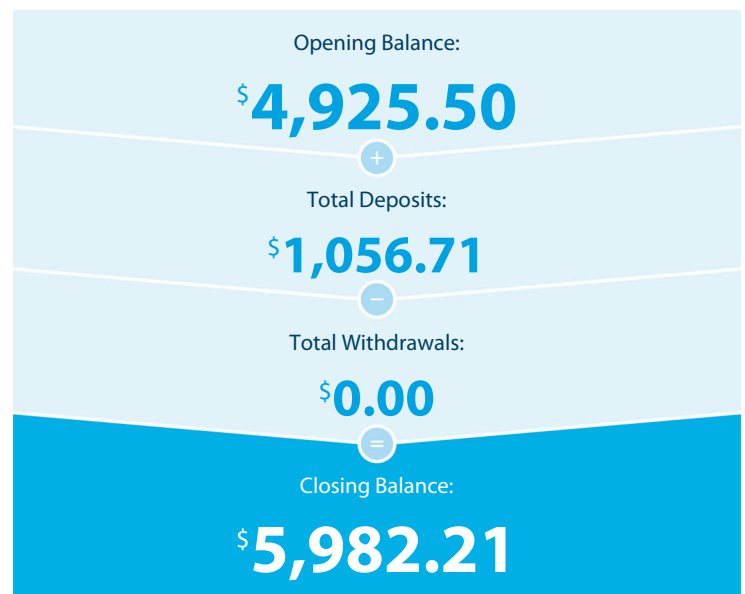 Opening Balance:
$4,925.50
+
Total Deposits:
$1,056.71
−
Total Withdrawals:
$0.00
=
Closing Balance:
$5,982.21